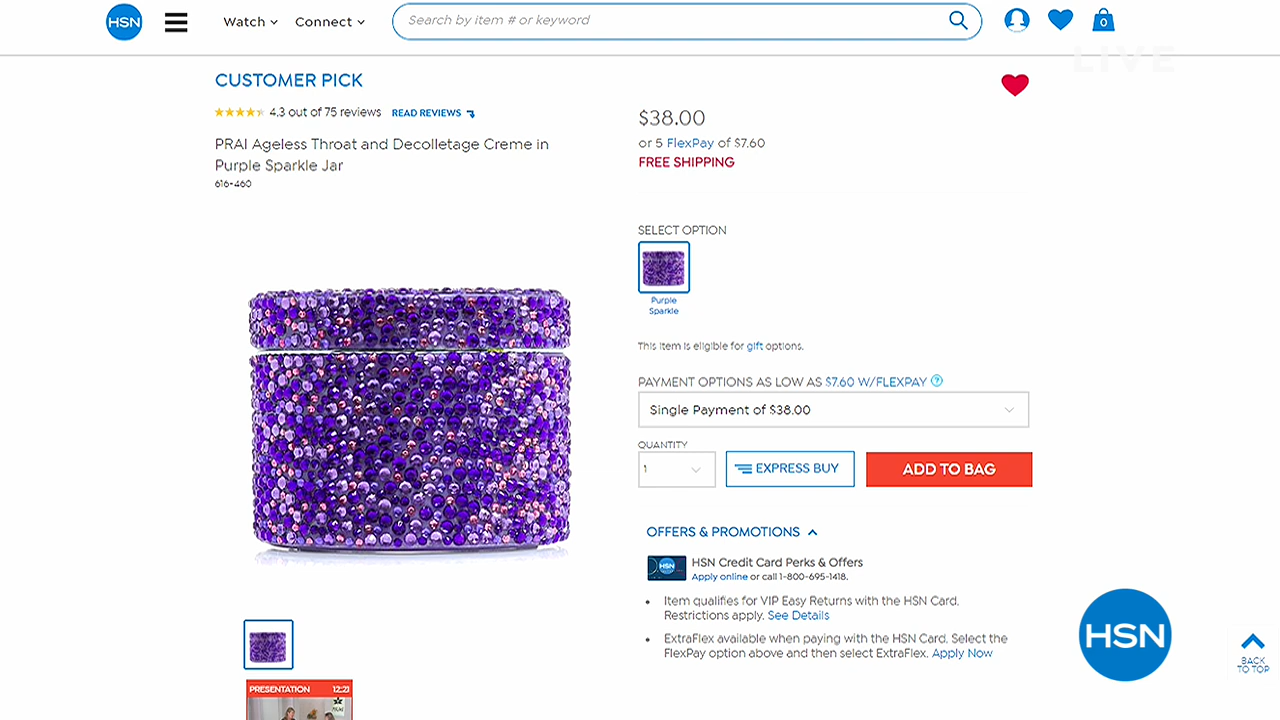 HSN
Watch
Connect
Search by item # or keyword
0
LIVE
CUSTOMER PICK
4.3 out of 75 reviews READ REVIEWS
PRAI Ageless Throat and Decolletage Creme in
Purple Sparkle Jar
616-460
$38.00
or 5 FlexPay of $7.60
FREE SHIPPING
SELECT OPTION
Purple
Sparkle
This item is eligible for gift options.
PAYMENT OPTIONS AS LOW AS $7.60 W/FLEXPAY ?
Single Payment of $38.00
QUANTITY
1
EXPRESS BUY
ADD TO BAG
OFFERS & PROMOTIONS
HSN
HSN Credit Card Perks & Offers
Apply online or call 1-800-695-1418.
• Item qualifies for VIP Easy Returns with the HSN Card.
Restrictions apply. See Details
• ExtraFlex available when paying with the HSN Card. Select the
FlexPay option above and then select ExtraFlex. Apply Now
PRESENTATION 12:21
HSN
BACK
TO TOP